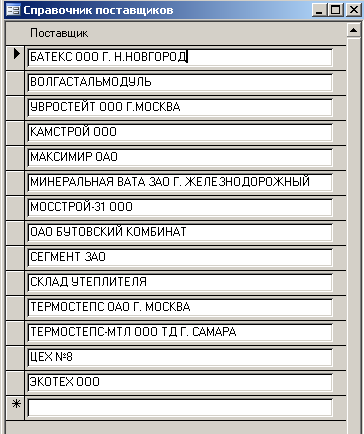 Справочник поставщиков
Поставщик
БАТЕКС ООО Г. Н.НОВГОРОД
ВОЛГАСТАЛЬМОДУЛЬ
УВРОСТЕЙТ ООО Г.МОСКВА
КАМСТРОЙ ООО
МАКСИМИР ОАО
МИНЕРАЛЬНАЯ ВАТА ЗАО Г. ЖЕЛЕЗНОДОРОЖНЫЙ
МОССТРОЙ-31 ООО
ОАО БУТОВСКИЙ КОМБИНАТ
СЕГМЕНТ ЗАО
СКЛАД УТЕПЛИТЕЛЯ
ТЕРМОСТЕПС ОАО Г. МОСКВА
ТЕРМОСТЕПС-МТЛ ООО ТД Г. САМАРА
ЦЕХ №8
ЭКОТЕХ ООО